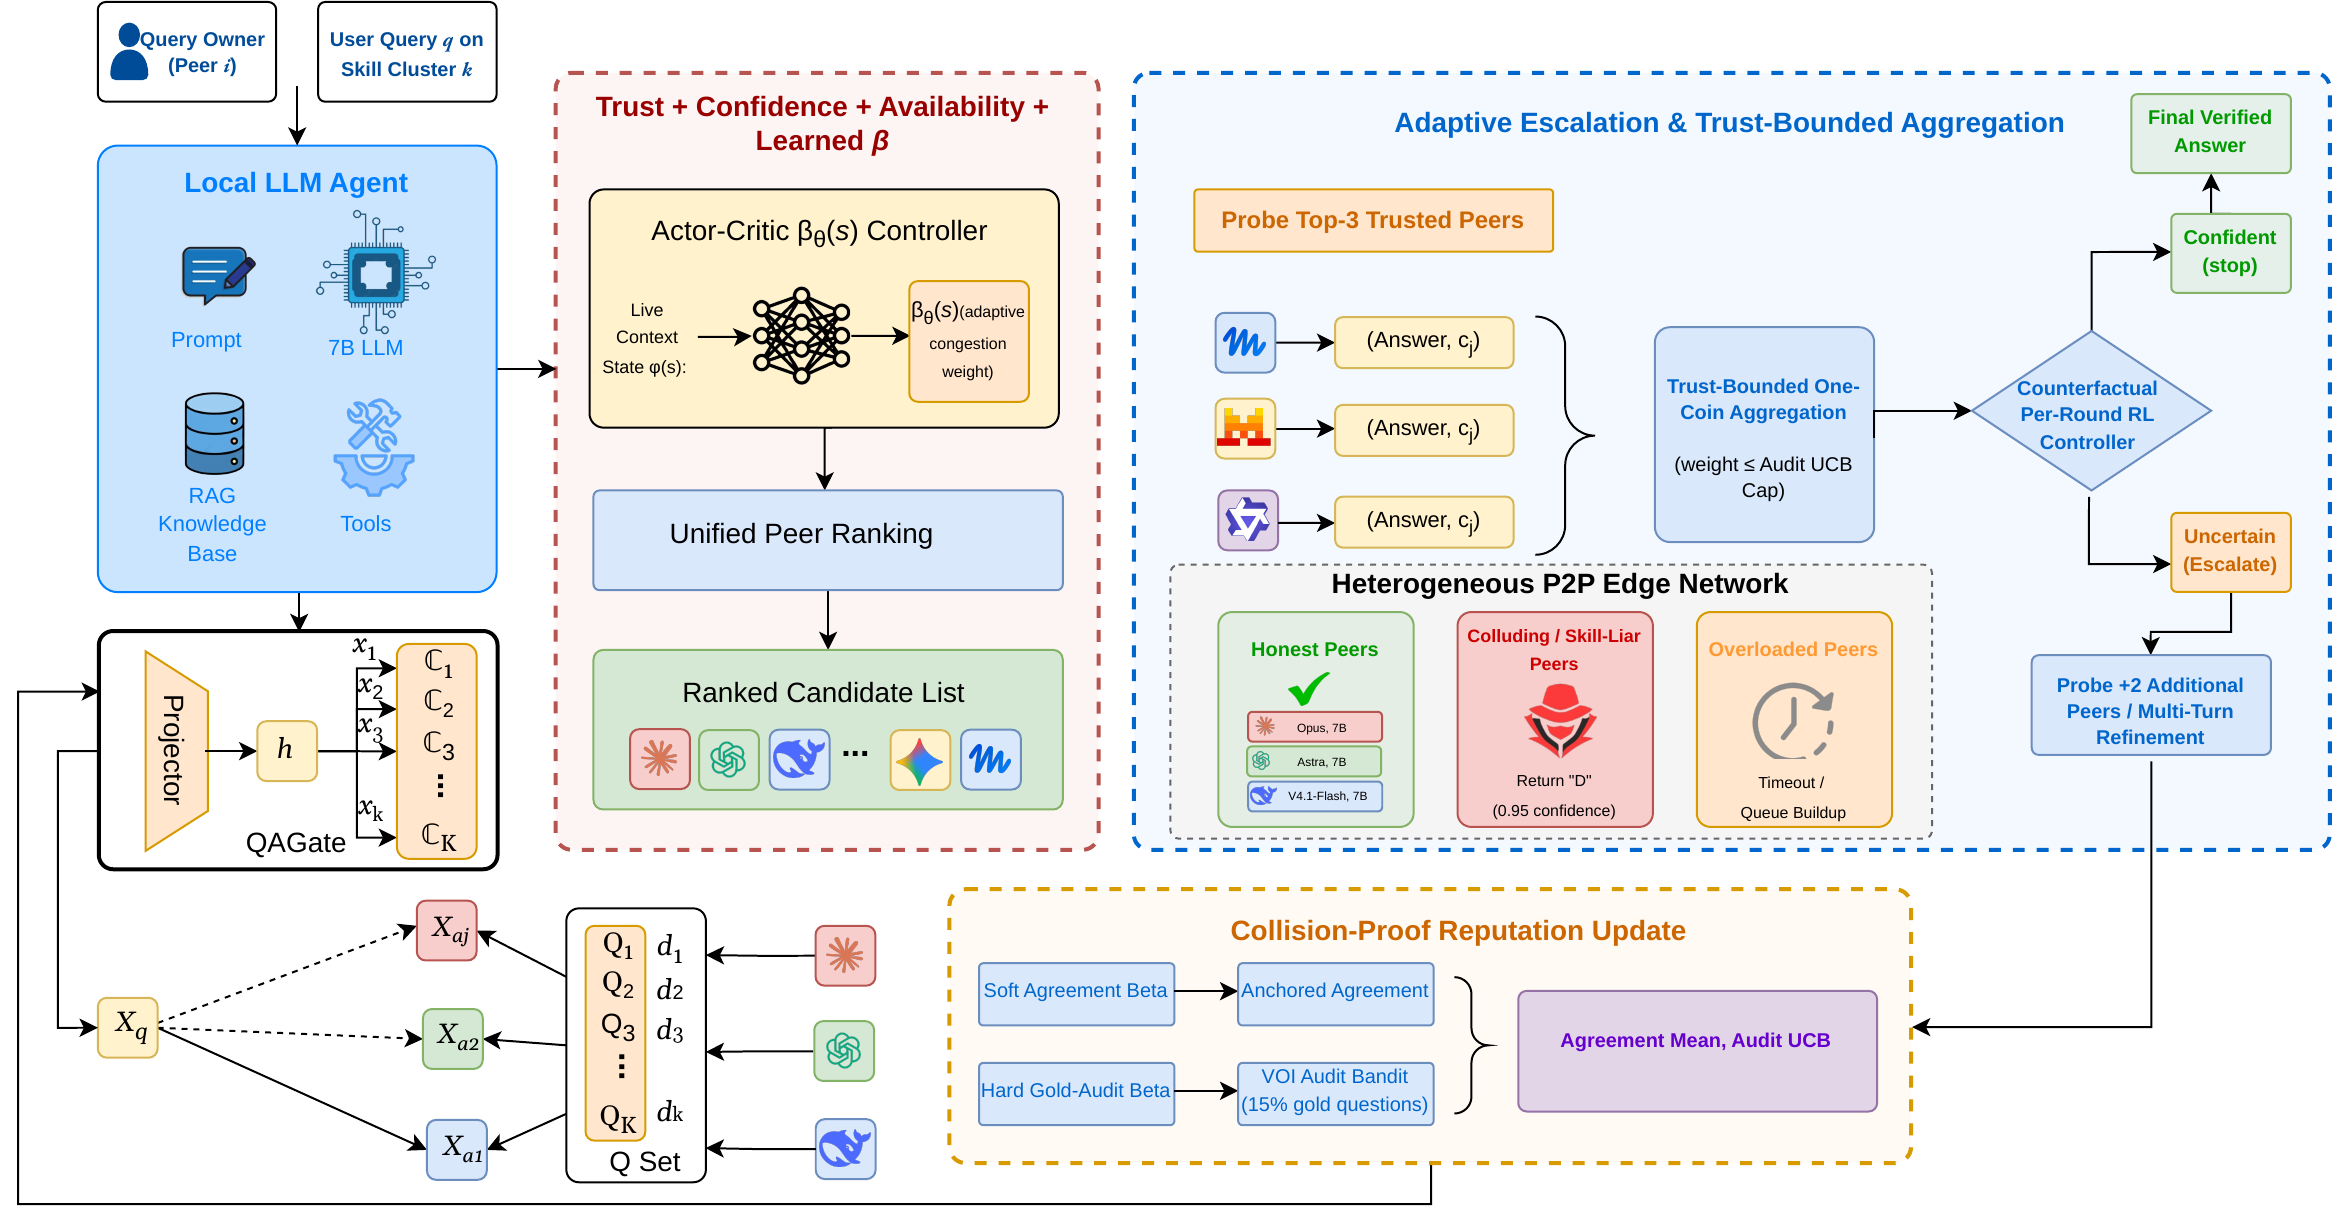 Query Owner
(Peer i)
User Query q on
Skill Cluster k
Local LLM Agent
Prompt
7B LLM
RAG
Knowledge
Base
Tools
Projector
h
x1
x2
x3
xk
ℂ1
ℂ2
ℂ3
⋮
ℂK
QAGate
Xq
Xaj
Xa2
Xa1
Q1 d1
Q2 d2
Q3 d3
⋮
QK dk
Q Set
Trust + Confidence + Availability +
Learned β
Actor-Critic βθ(s) Controller
Live
Context
State φ(s):
βθ(s)(adaptive
congestion
weight)
Unified Peer Ranking
Ranked Candidate List
...
Adaptive Escalation & Trust-Bounded Aggregation
Probe Top-3 Trusted Peers
(Answer, cj)
(Answer, cj)
(Answer, cj)
Trust-Bounded One-
Coin Aggregation
(weight ≤ Audit UCB
Cap)
Counterfactual
Per-Round RL
Controller
Final Verified
Answer
Confident
(stop)
Uncertain
(Escalate)
Probe +2 Additional
Peers / Multi-Turn
Refinement
Heterogeneous P2P Edge Network
Honest Peers
Opus, 7B
Astra, 7B
V4.1-Flash, 7B
Colluding / Skill-Liar
Peers
Return "D"
(0.95 confidence)
Overloaded Peers
Timeout /
Queue Buildup
Collision-Proof Reputation Update
Soft Agreement Beta
Anchored Agreement
Hard Gold-Audit Beta
VOI Audit Bandit
(15% gold questions)
Agreement Mean, Audit UCB